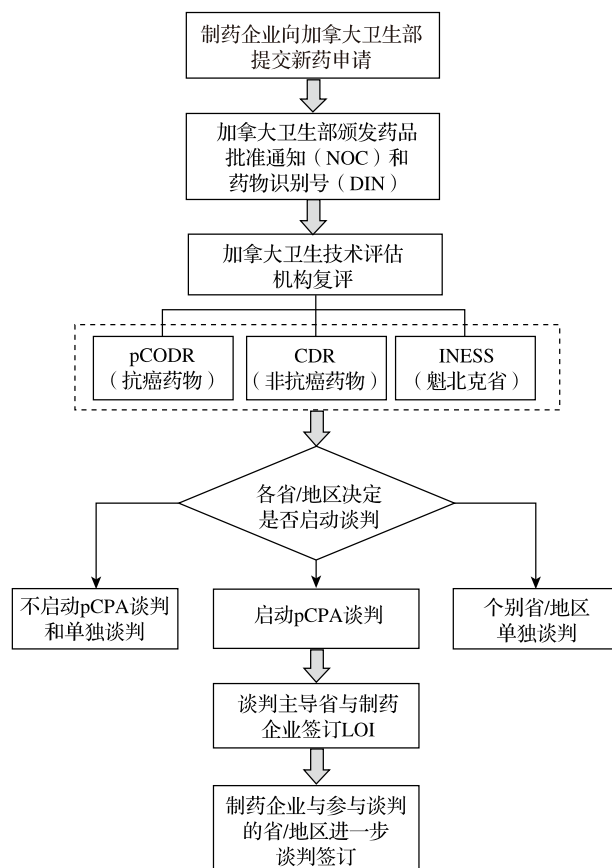 制药企业向加拿大卫生部
提交新药申请
加拿大卫生部颁发药品
批准通知（NOC）和
药物识别号（DIN）
加拿大卫生技术评估
机构复评
pCODR
（抗癌药物）
CDR
（非抗癌药物）
INESS
（魁北克省）
各省/地区决定
是否启动谈判
不启动pCPA谈判
和单独谈判
启动pCPA谈判
个别省/地区
单独谈判
谈判主导省与制药
企业签订LOI
制药企业与参与谈判
的省/地区进一步
谈判签订